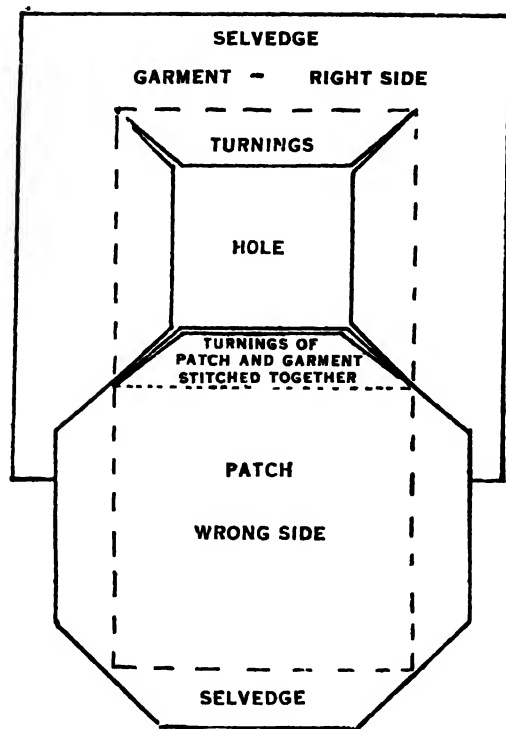 SELVEDGE
GARMENT - RIGHT SIDE
TURNINGS
HOLE
TURNINGS OF
PATCH AND GARMENT
STITCHED TOGETHER
PATCH
WRONG SIDE
SELVEDGE